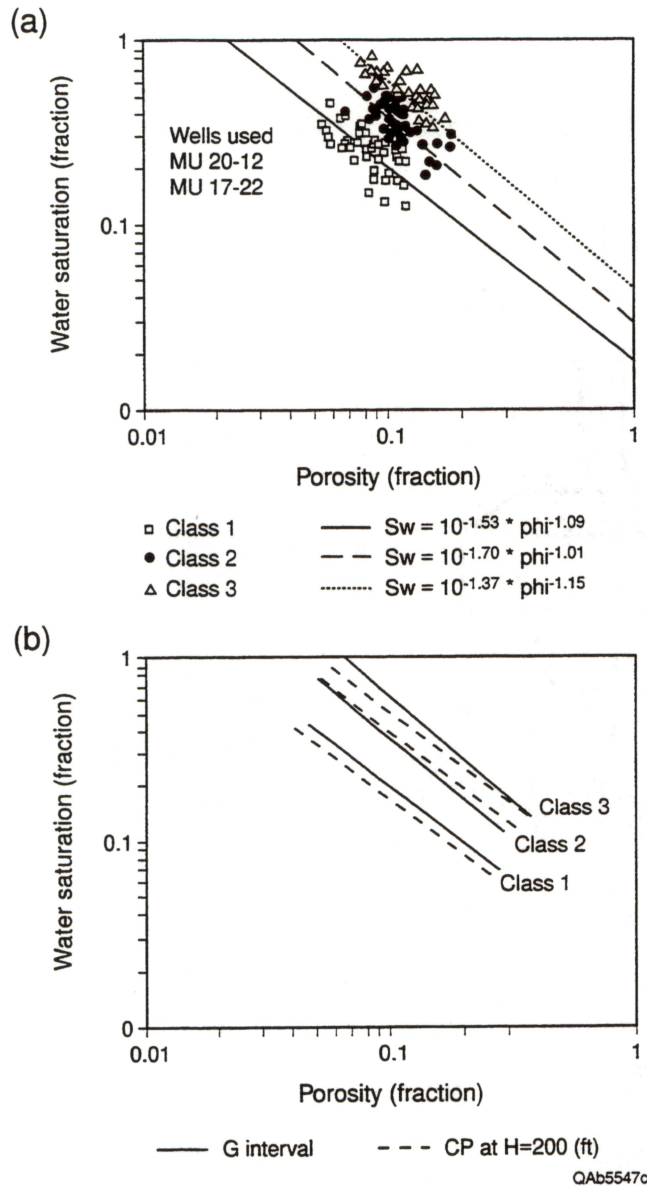 (a)
1
0.1
0
Water saturation (fraction)
Wells used
MU 20-12
MU 17-22
0.01 0.1 1
Porosity (fraction)
Class 1 Sw = 10^-1.53 * phi^-1.09
Class 2 Sw = 10^-1.70 * phi^-1.01
Class 3 Sw = 10^-1.37 * phi^-1.15
(b)
1
0.1
0
Water saturation (fraction)
Class 3
Class 2
Class 1
0.01 0.1 1
Porosity (fraction)
G interval CP at H=200 (ft)
QAb5547c